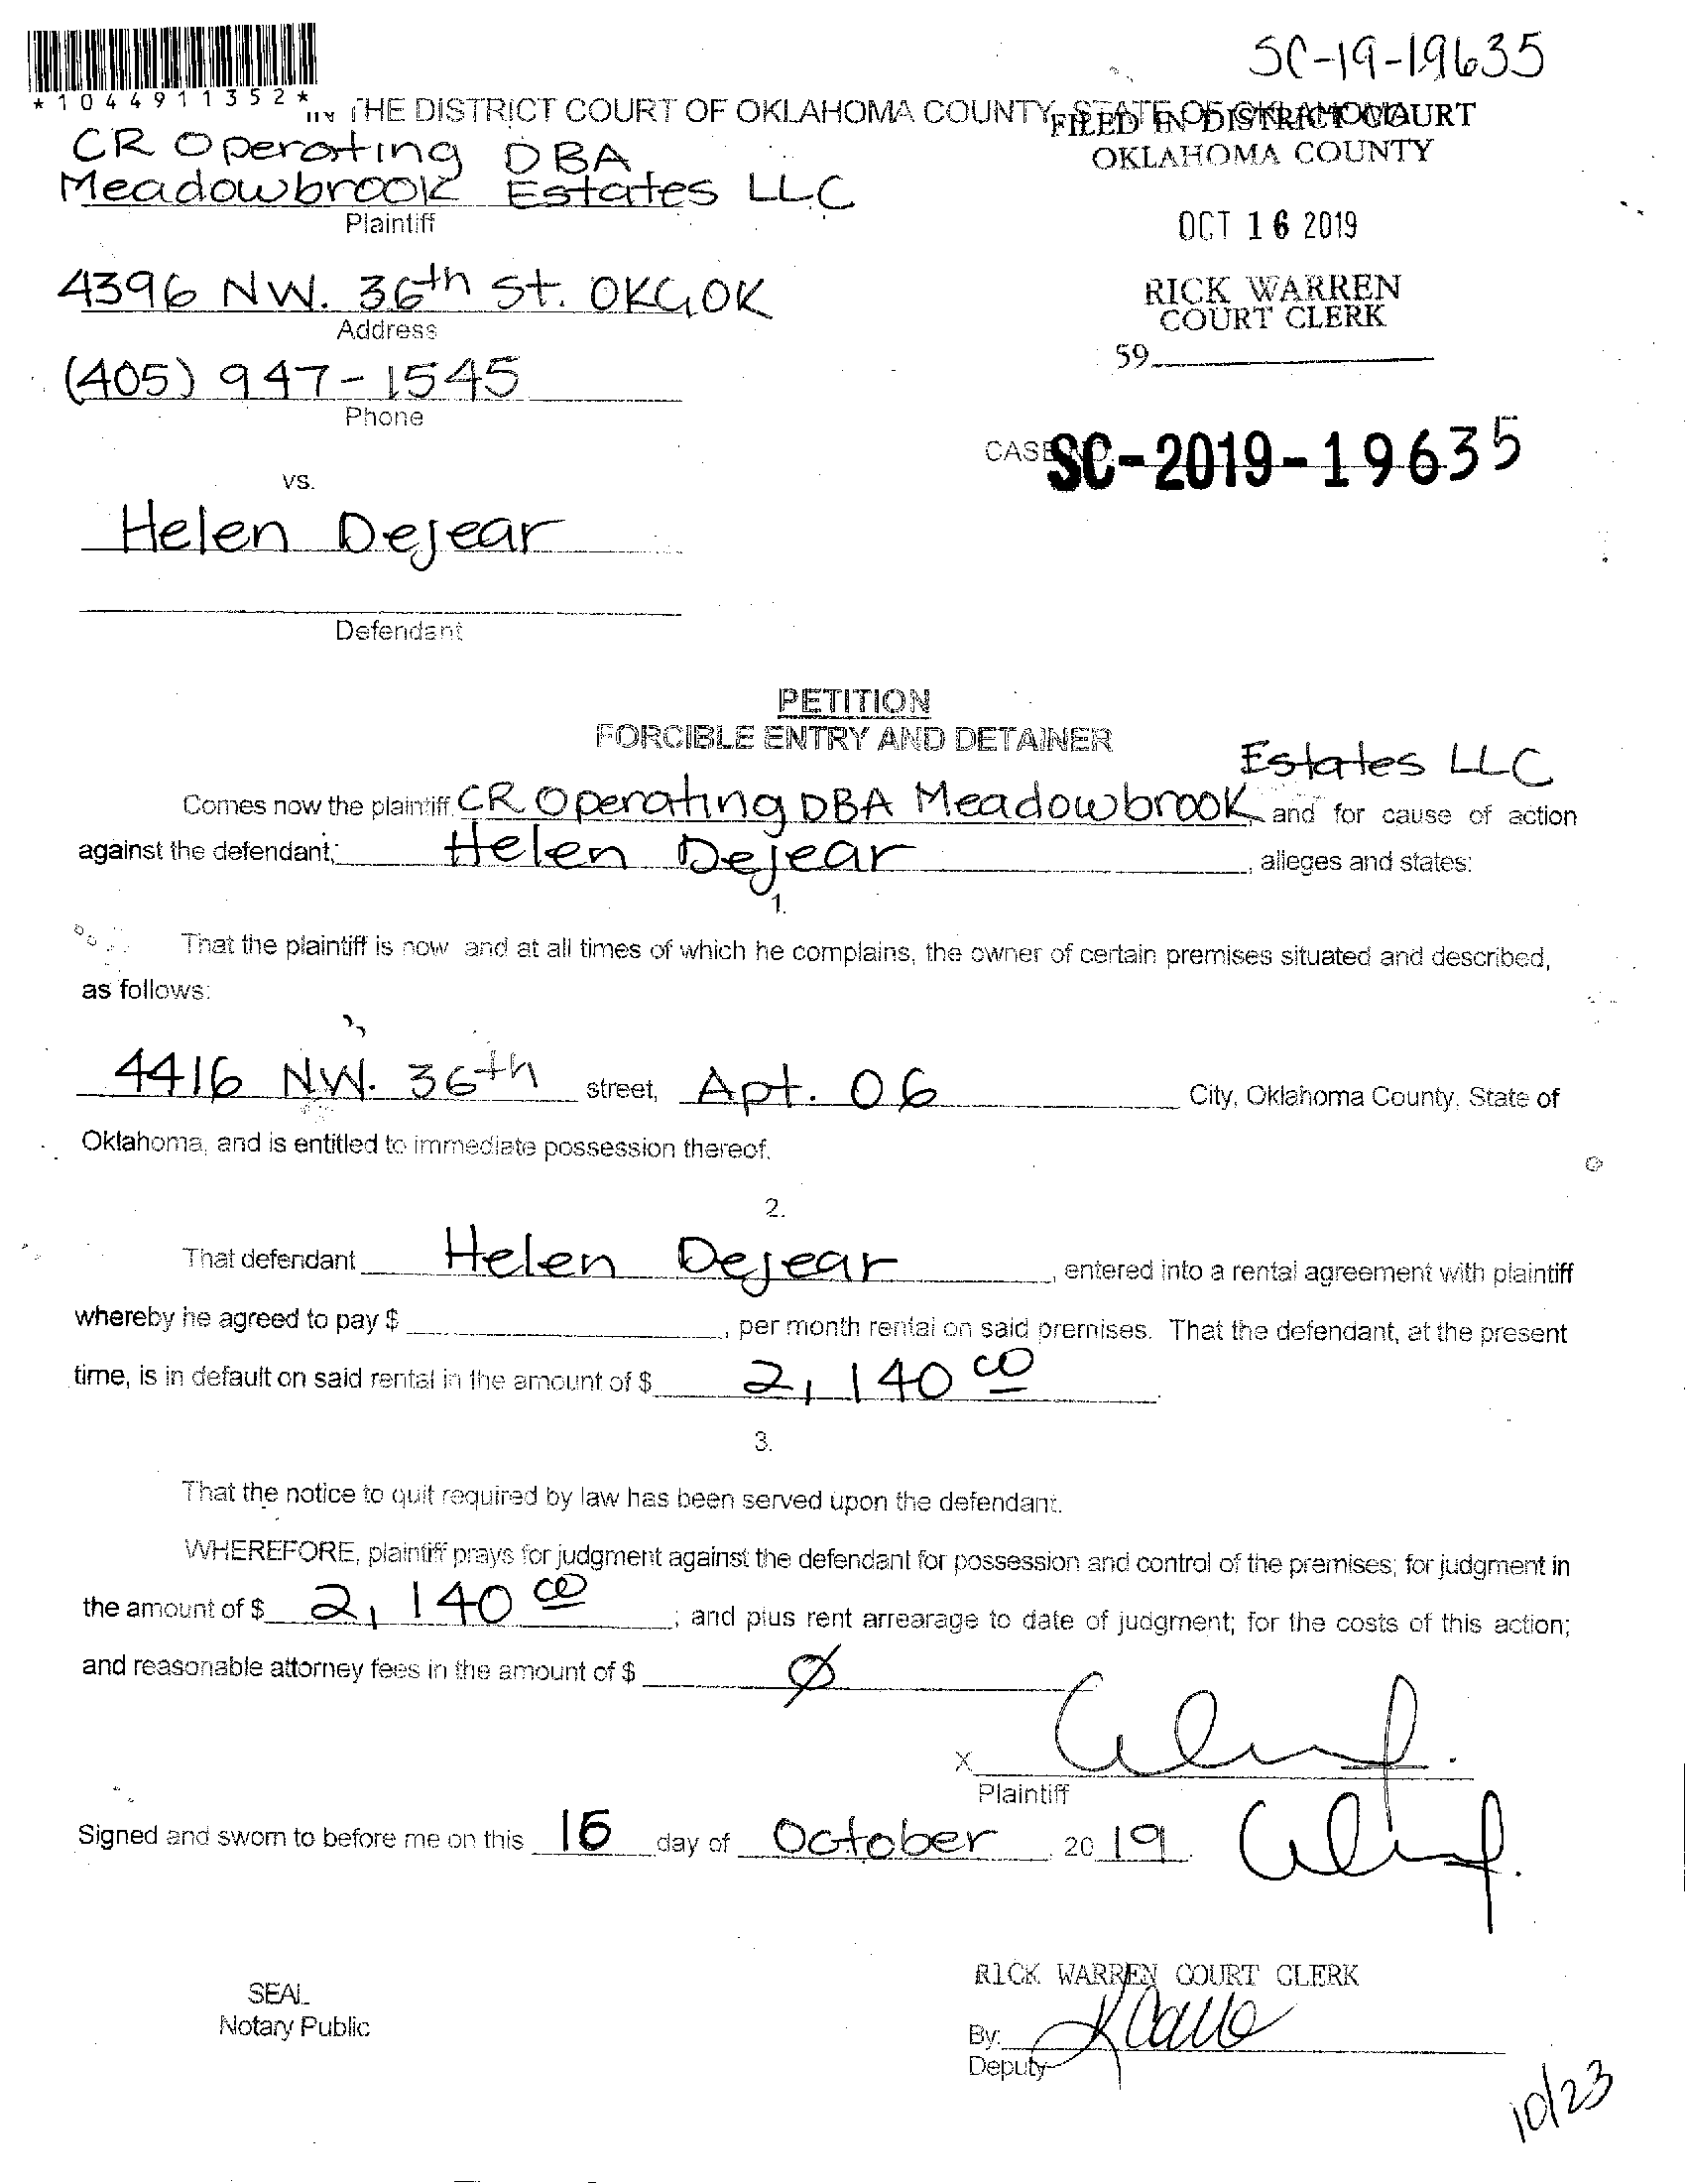 SC-19-19635
*1044911352*
IN THE DISTRICT COURT OF OKLAHOMA COUNTY, STATE OF OKLAHOMA
FILED IN DISTRICT COURT
OKLAHOMA COUNTY
CR Operating DBA
Meadowbrook Estates LLC
Plaintiff
OCT 16 2019
4396 NW. 36th St. OKC, OK
Address
RICK WARREN
COURT CLERK
59
(405) 947-1545
Phone
CASE NO. SC-2019-19635
vs.
Helen Dejear
Defendant
PETITION
FORCIBLE ENTRY AND DETAINER
Estates LLC
Comes now the plaintiff CR Operating DBA Meadowbrook, and for cause of action
against the defendant, Helen Dejear, alleges and states:
1.
That the plaintiff is now and at all times of which he complains, the owner of certain premises situated and described,
as follows:
4416 NW. 36th street, Apt. 06 City, Oklahoma County, State of
Oklahoma, and is entitled to immediate possession thereof.
2.
That defendant Helen Dejear, entered into a rental agreement with plaintiff
whereby he agreed to pay $ , per month rental on said premises. That the defendant, at the present
time, is in default on said rental in the amount of $ 2,140 00.
3.
That the notice to quit required by law has been served upon the defendant.
WHEREFORE, plaintiff prays for judgment against the defendant for possession and control of the premises; for judgment in
the amount of $ 2,140 00; and plus rent arrearage to date of judgment; for the costs of this action;
and reasonable attorney fees in the amount of $ Ø
X
Plaintiff
Signed and sworn to before me on this 16 day of October, 20 19.
RICK WARREN COURT CLERK
SEAL
Notary Public
By:
Deputy
10/23